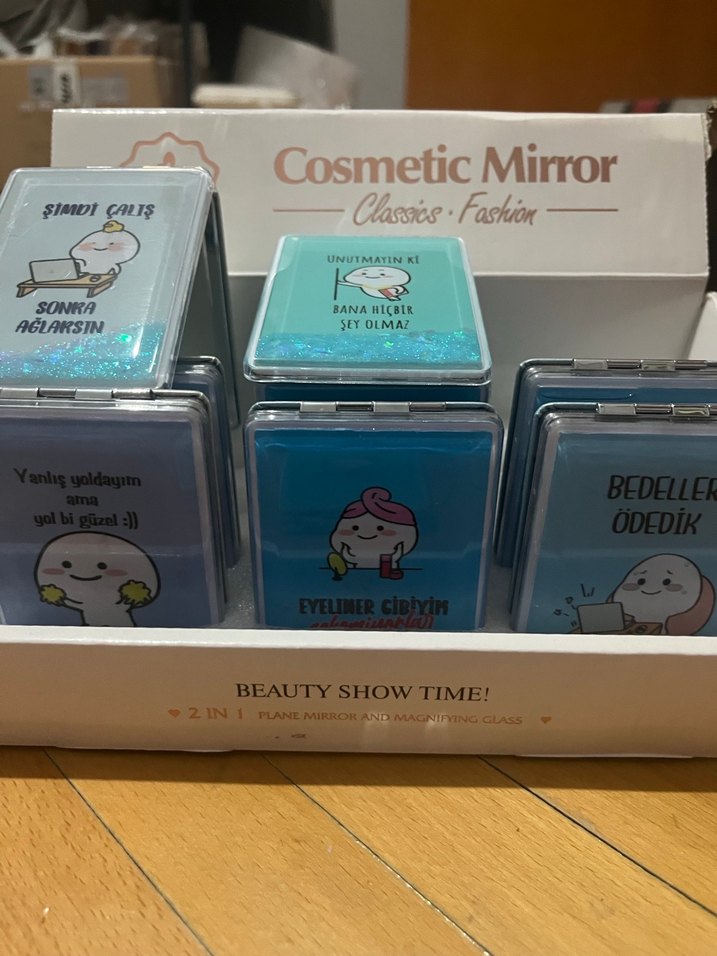 Cosmetic Mirror
Classics · Fashion
ŞİMDİ ÇALIŞ
SONRA
AĞLARSIN
UNUTMAYIN Kİ
BANA HİÇBİR
ŞEY OLMAZ
Yanlış yoldayım
ama
yol bi güzel :))
EYELINER GİBİYİM
BEDELLER
ÖDEDİK
BEAUTY SHOW TIME!
2 IN 1 PLANE MIRROR AND MAGNIFYING GLASS